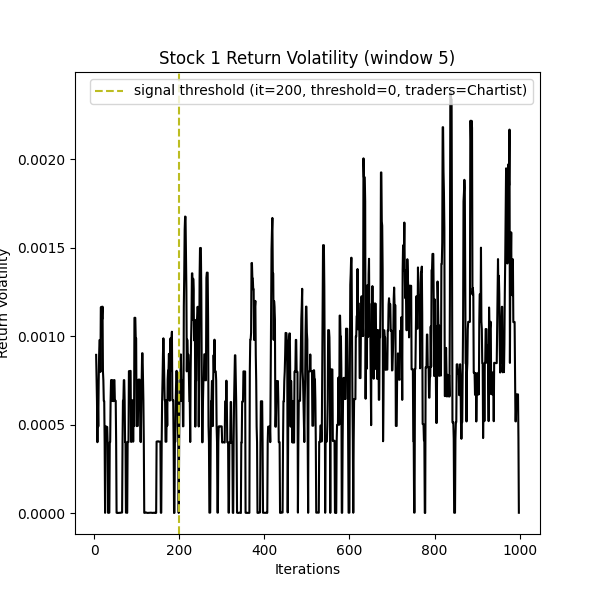 Stock 1 Return Volatility (window 5)
signal threshold (it=200, threshold=0, traders=Chartist)
Return Volatility
0.0020
0.0015
0.0010
0.0005
0.0000
0
200
400
600
800
1000
Iterations